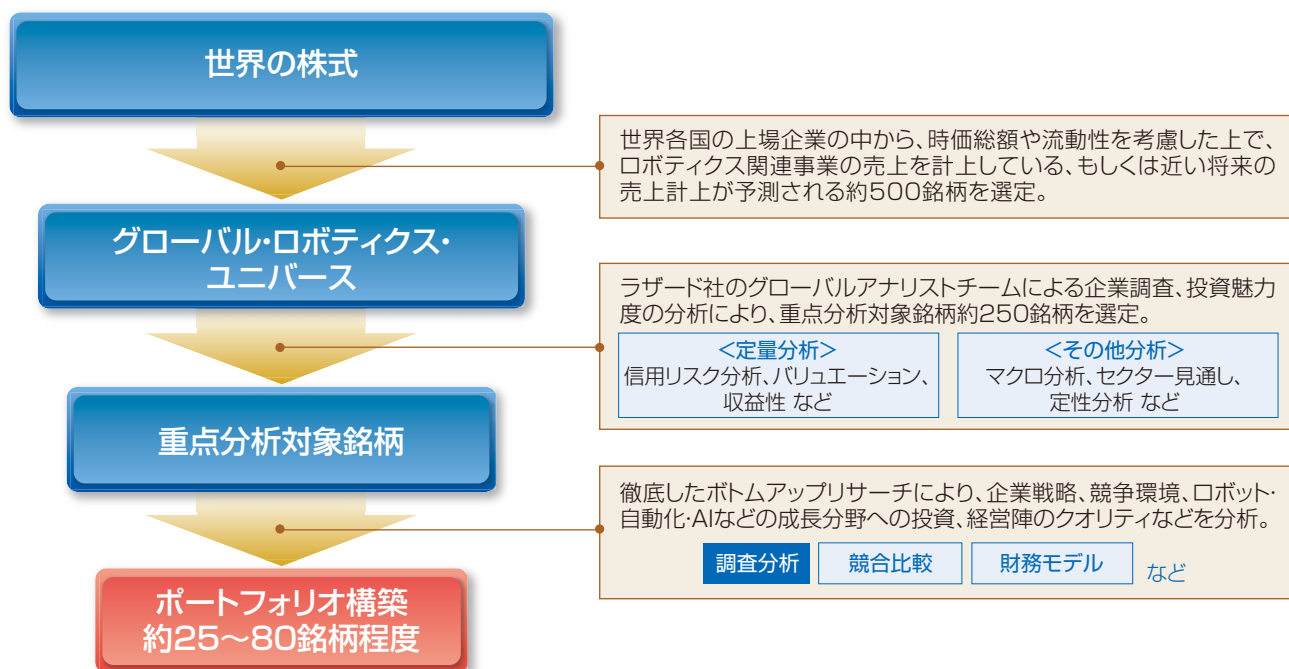 世界の株式
世界各国の上場企業の中から、時価総額や流動性を考慮した上で、
ロボティクス関連事業の売上を計上している、もしくは近い将来の
売上計上が予測される約500銘柄を選定。
グローバル・ロボティクス・
ユニバース
ラザード社のグローバルアナリストチームによる企業調査、投資魅力
度の分析により、重点分析対象銘柄約250銘柄を選定。
<定量分析>
信用リスク分析、バリュエーション、
収益性 など
<その他分析>
マクロ分析、セクター見通し、
定性分析 など
重点分析対象銘柄
徹底したボトムアップリサーチにより、企業戦略、競争環境、ロボット・
自動化・AIなどの成長分野への投資、経営陣のクオリティなどを分析。
調査分析
競合比較
財務モデル
など
ポートフォリオ構築
約25～80銘柄程度